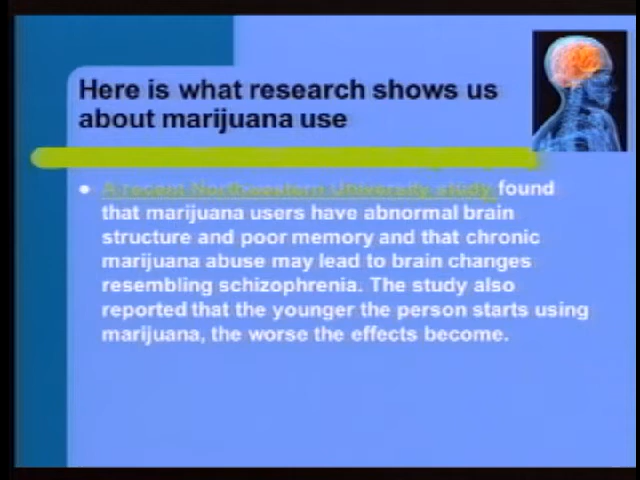 Here is what research shows us
about marijuana use
A recent Northwestern University study found
that marijuana users have abnormal brain
structure and poor memory and that chronic
marijuana abuse may lead to brain changes
resembling schizophrenia. The study also
reported that the younger the person starts using
marijuana, the worse the effects become.